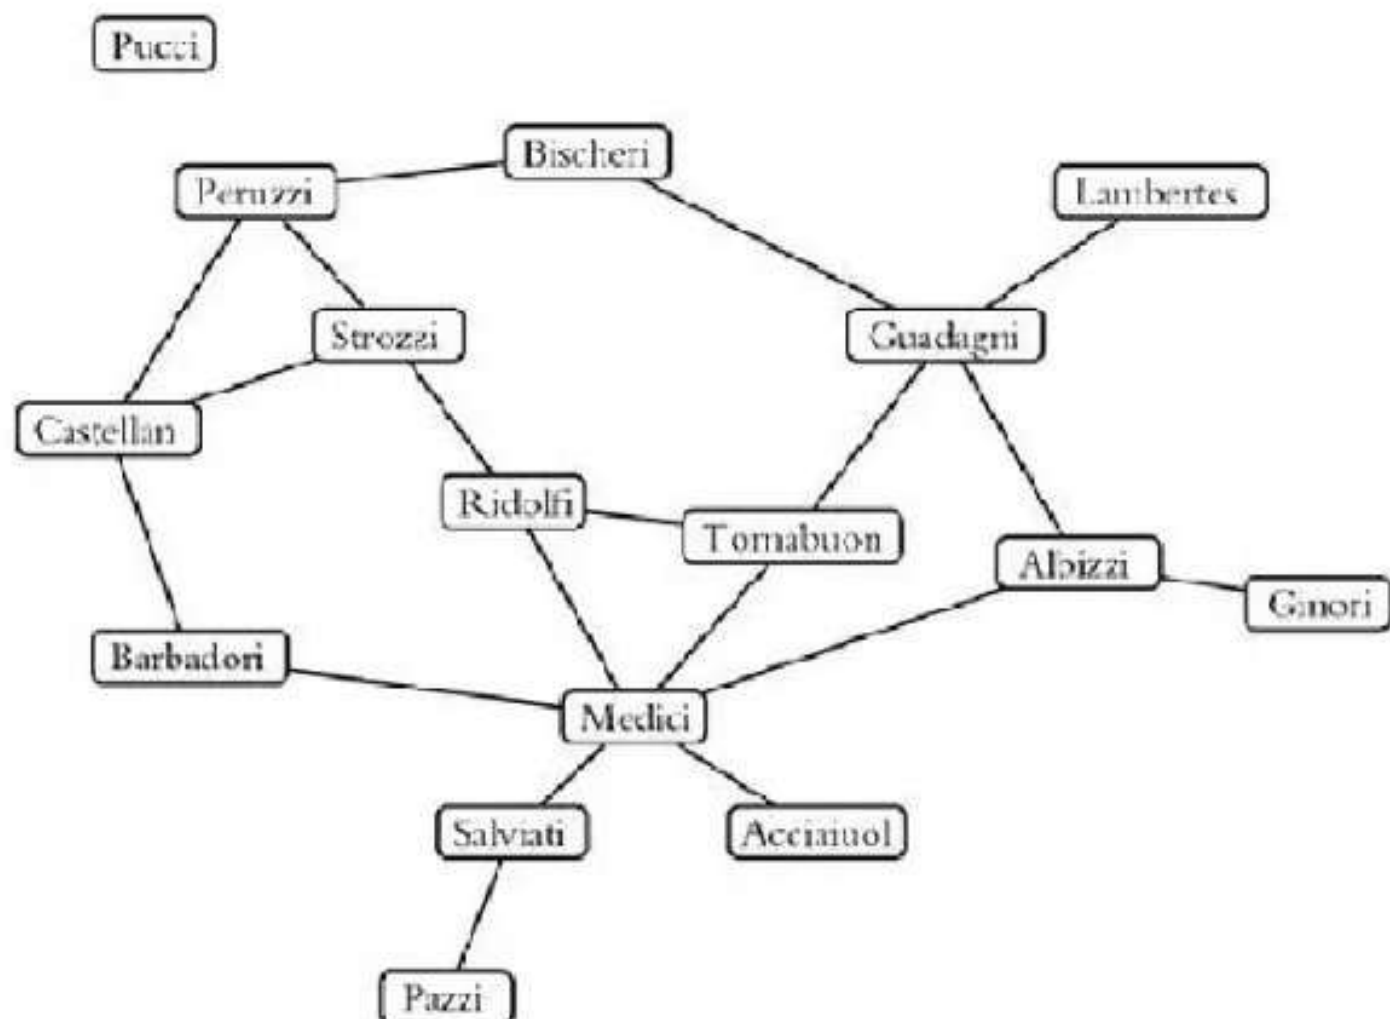 Pucci
Bischeri
Peruzzi
Lambertes
Strozzi
Guadagni
Castellan
Ridolfi
Tornabuon
Albizzi
Ginori
Barbadori
Medici
Salviati
Acciaiuol
Pazzi